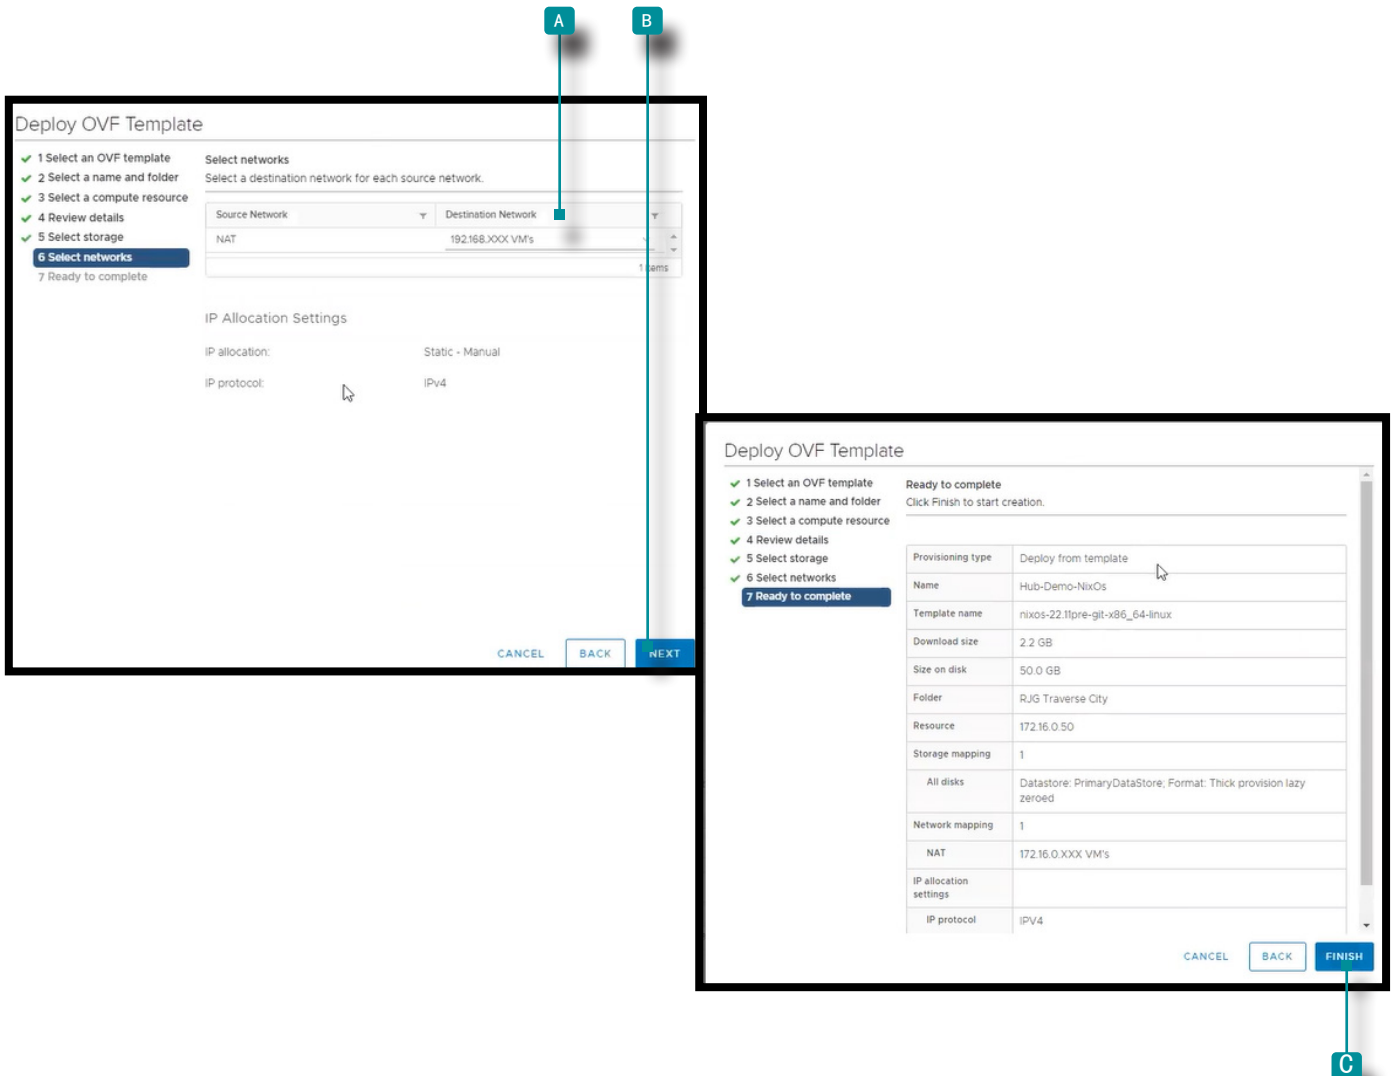 A
B
Deploy OVF Template
1 Select an OVF template
2 Select a name and folder
3 Select a compute resource
4 Review details
5 Select storage
6 Select networks
7 Ready to complete
Select networks
Select a destination network for each source network.
Source Network
Destination Network
NAT
192.168.XXX VM's
1 items
IP Allocation Settings
IP allocation:
Static - Manual
IP protocol:
IPv4
CANCEL
BACK
NEXT
Deploy OVF Template
1 Select an OVF template
2 Select a name and folder
3 Select a compute resource
4 Review details
5 Select storage
6 Select networks
7 Ready to complete
Ready to complete
Click Finish to start creation.
Provisioning type
Deploy from template
Name
Hub-Demo-NixOs
Template name
nixos-22.11pre-git-x86_64-linux
Download size
2.2 GB
Size on disk
50.0 GB
Folder
RJG Traverse City
Resource
172.16.0.50
Storage mapping
1
All disks
Datastore: PrimaryDataStore; Format: Thick provision lazy
zeroed
Network mapping
1
NAT
172.16.0.XXX VM's
IP allocation
settings
IP protocol
IPV4
CANCEL
BACK
FINISH
C